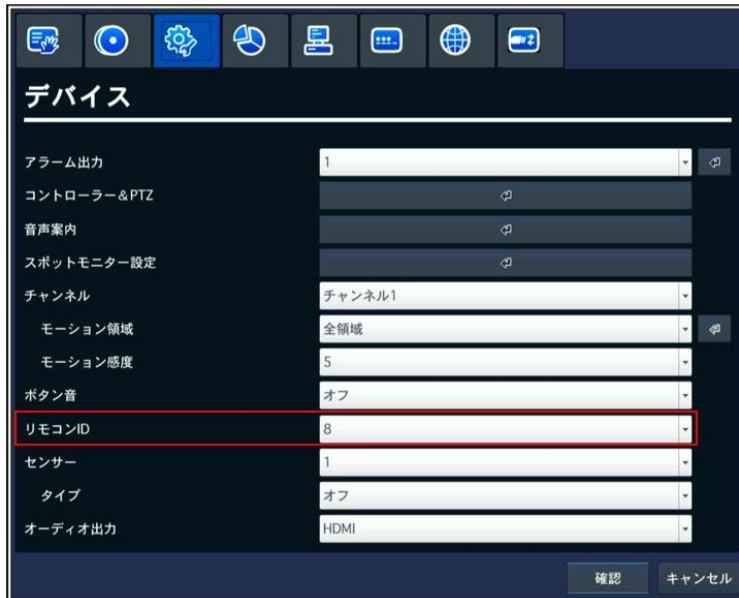 デバイス
アラーム出力 1
コントローラー&PTZ
音声案内
スポットモニター設定
チャンネル チャンネル1
モーション領域 全領域
モーション感度 5
ボタン音 オフ
リモコンID 8
センサー 1
タイプ オフ
オーディオ出力 HDMI
確認 キャンセル